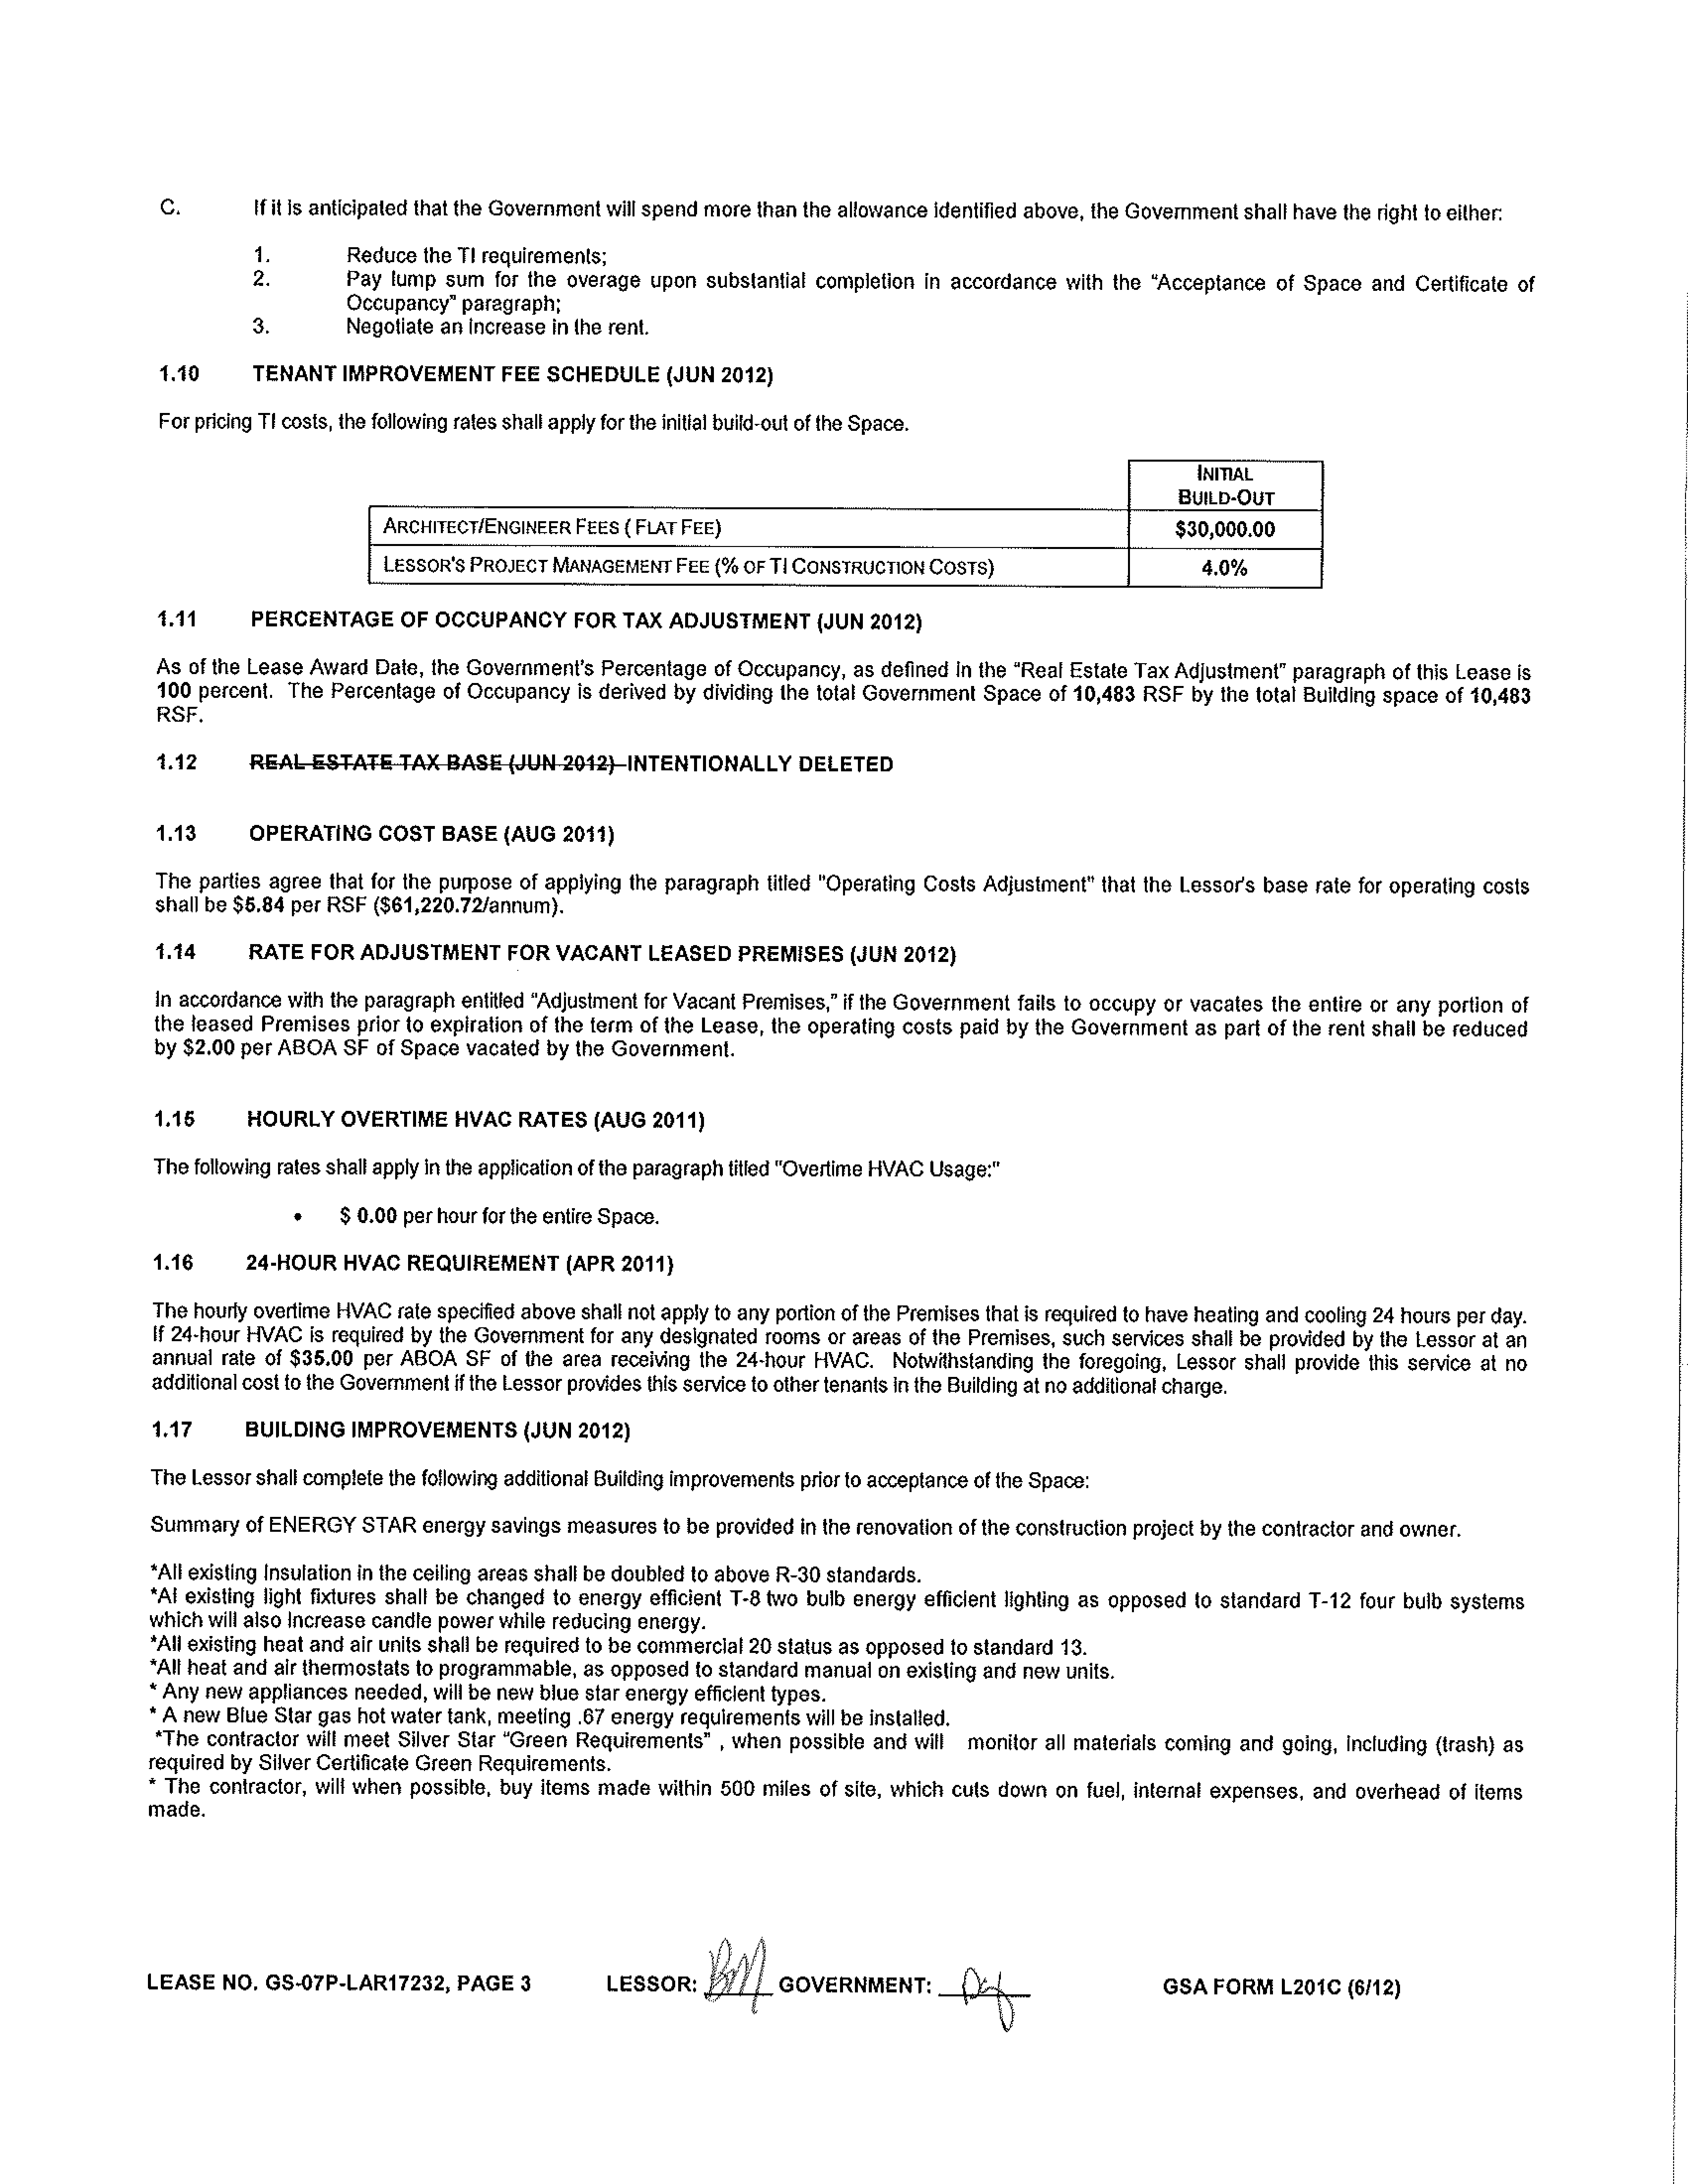 C. If it is anticipated that the Government will spend more than the allowance identified above, the Government shall have the right to either:
1. Reduce the TI requirements;
2. Pay lump sum for the overage upon substantial completion in accordance with the "Acceptance of Space and Certificate of
Occupancy" paragraph;
3. Negotiate an increase in the rent.
1.10 TENANT IMPROVEMENT FEE SCHEDULE (JUN 2012)
For pricing TI costs, the following rates shall apply for the initial build-out of the Space.
INITIAL
BUILD-OUT
ARCHITECT/ENGINEER FEES ( FLAT FEE) $30,000.00
LESSOR'S PROJECT MANAGEMENT FEE (% OF TI CONSTRUCTION COSTS) 4.0%
1.11 PERCENTAGE OF OCCUPANCY FOR TAX ADJUSTMENT (JUN 2012)
As of the Lease Award Date, the Government's Percentage of Occupancy, as defined in the "Real Estate Tax Adjustment" paragraph of this Lease is
100 percent. The Percentage of Occupancy is derived by dividing the total Government Space of 10,483 RSF by the total Building space of 10,483
RSF.
1.12 REAL ESTATE TAX BASE (JUN 2012) INTENTIONALLY DELETED
1.13 OPERATING COST BASE (AUG 2011)
The parties agree that for the purpose of applying the paragraph titled "Operating Costs Adjustment" that the Lessor's base rate for operating costs
shall be $5.84 per RSF ($61,220.72/annum).
1.14 RATE FOR ADJUSTMENT FOR VACANT LEASED PREMISES (JUN 2012)
In accordance with the paragraph entitled "Adjustment for Vacant Premises," if the Government fails to occupy or vacates the entire or any portion of
the leased Premises prior to expiration of the term of the Lease, the operating costs paid by the Government as part of the rent shall be reduced
by $2.00 per ABOA SF of Space vacated by the Government.
1.15 HOURLY OVERTIME HVAC RATES (AUG 2011)
The following rates shall apply in the application of the paragraph titled "Overtime HVAC Usage:"
• $ 0.00 per hour for the entire Space.
1.16 24-HOUR HVAC REQUIREMENT (APR 2011)
The hourly overtime HVAC rate specified above shall not apply to any portion of the Premises that is required to have heating and cooling 24 hours per day.
If 24-hour HVAC is required by the Government for any designated rooms or areas of the Premises, such services shall be provided by the Lessor at an
annual rate of $35.00 per ABOA SF of the area receiving the 24-hour HVAC. Notwithstanding the foregoing, Lessor shall provide this service at no
additional cost to the Government if the Lessor provides this service to other tenants in the Building at no additional charge.
1.17 BUILDING IMPROVEMENTS (JUN 2012)
The Lessor shall complete the following additional Building improvements prior to acceptance of the Space:
Summary of ENERGY STAR energy savings measures to be provided in the renovation of the construction project by the contractor and owner.
*All existing Insulation in the ceiling areas shall be doubled to above R-30 standards.
*Al existing light fixtures shall be changed to energy efficient T-8 two bulb energy efficient lighting as opposed to standard T-12 four bulb systems
which will also increase candle power while reducing energy.
*All existing heat and air units shall be required to be commercial 20 status as opposed to standard 13.
*All heat and air thermostats to programmable, as opposed to standard manual on existing and new units.
* Any new appliances needed, will be new blue star energy efficient types.
* A new Blue Star gas hot water tank, meeting .67 energy requirements will be installed.
*The contractor will meet Silver Star "Green Requirements" , when possible and will monitor all materials coming and going, including (trash) as
required by Silver Certificate Green Requirements.
* The contractor, will when possible, buy items made within 500 miles of site, which cuts down on fuel, internal expenses, and overhead of items
made.
LEASE NO. GS-07P-LAR17232, PAGE 3 LESSOR: GOVERNMENT: GSA FORM L201C (6/12)